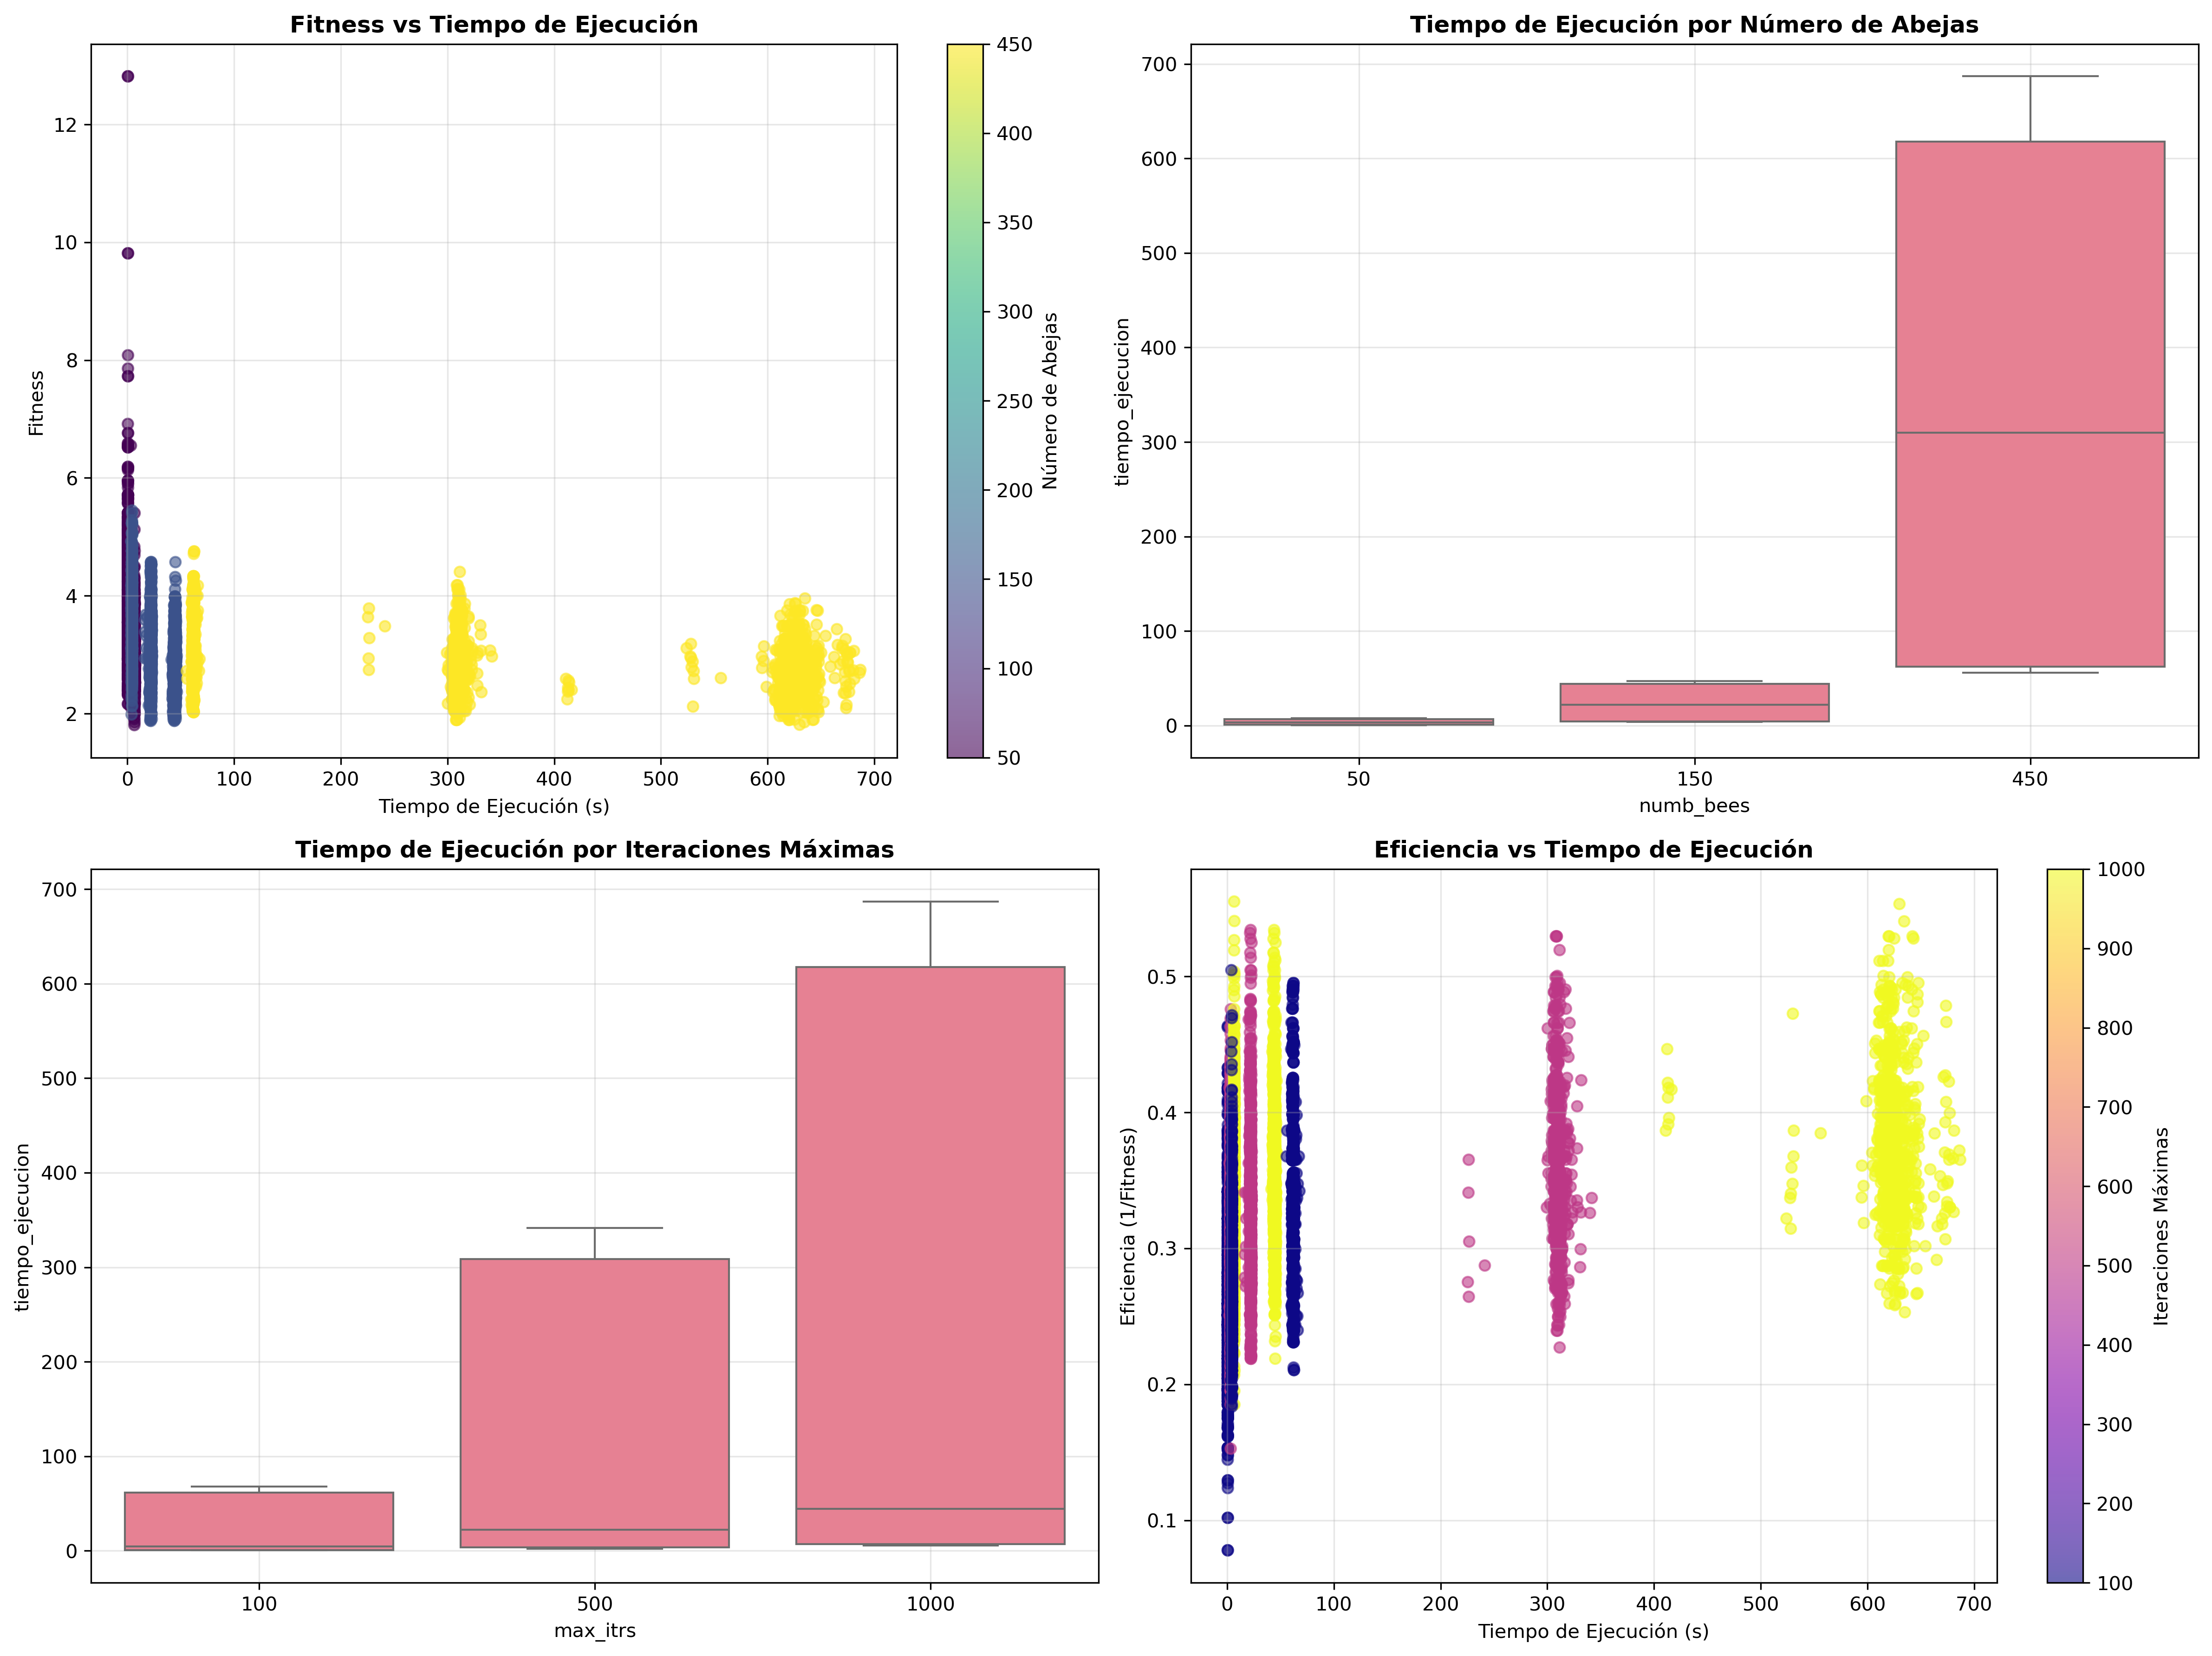 Fitness vs Tiempo de Ejecución
12
10
8
6
4
2
Fitness
0 100 200 300 400 500 600 700
Tiempo de Ejecución (s)
450
400
350
300
250
200
150
100
50
Número de Abejas
Tiempo de Ejecución por Número de Abejas
700
600
500
400
300
200
100
0
tiempo_ejecucion
50 150 450
numb_bees
Tiempo de Ejecución por Iteraciones Máximas
700
600
500
400
300
200
100
0
tiempo_ejecucion
100 500 1000
max_itrs
Eficiencia vs Tiempo de Ejecución
0.5
0.4
0.3
0.2
0.1
Eficiencia (1/Fitness)
0 100 200 300 400 500 600 700
Tiempo de Ejecución (s)
1000
900
800
700
600
500
400
300
200
100
Iteraciones Máximas